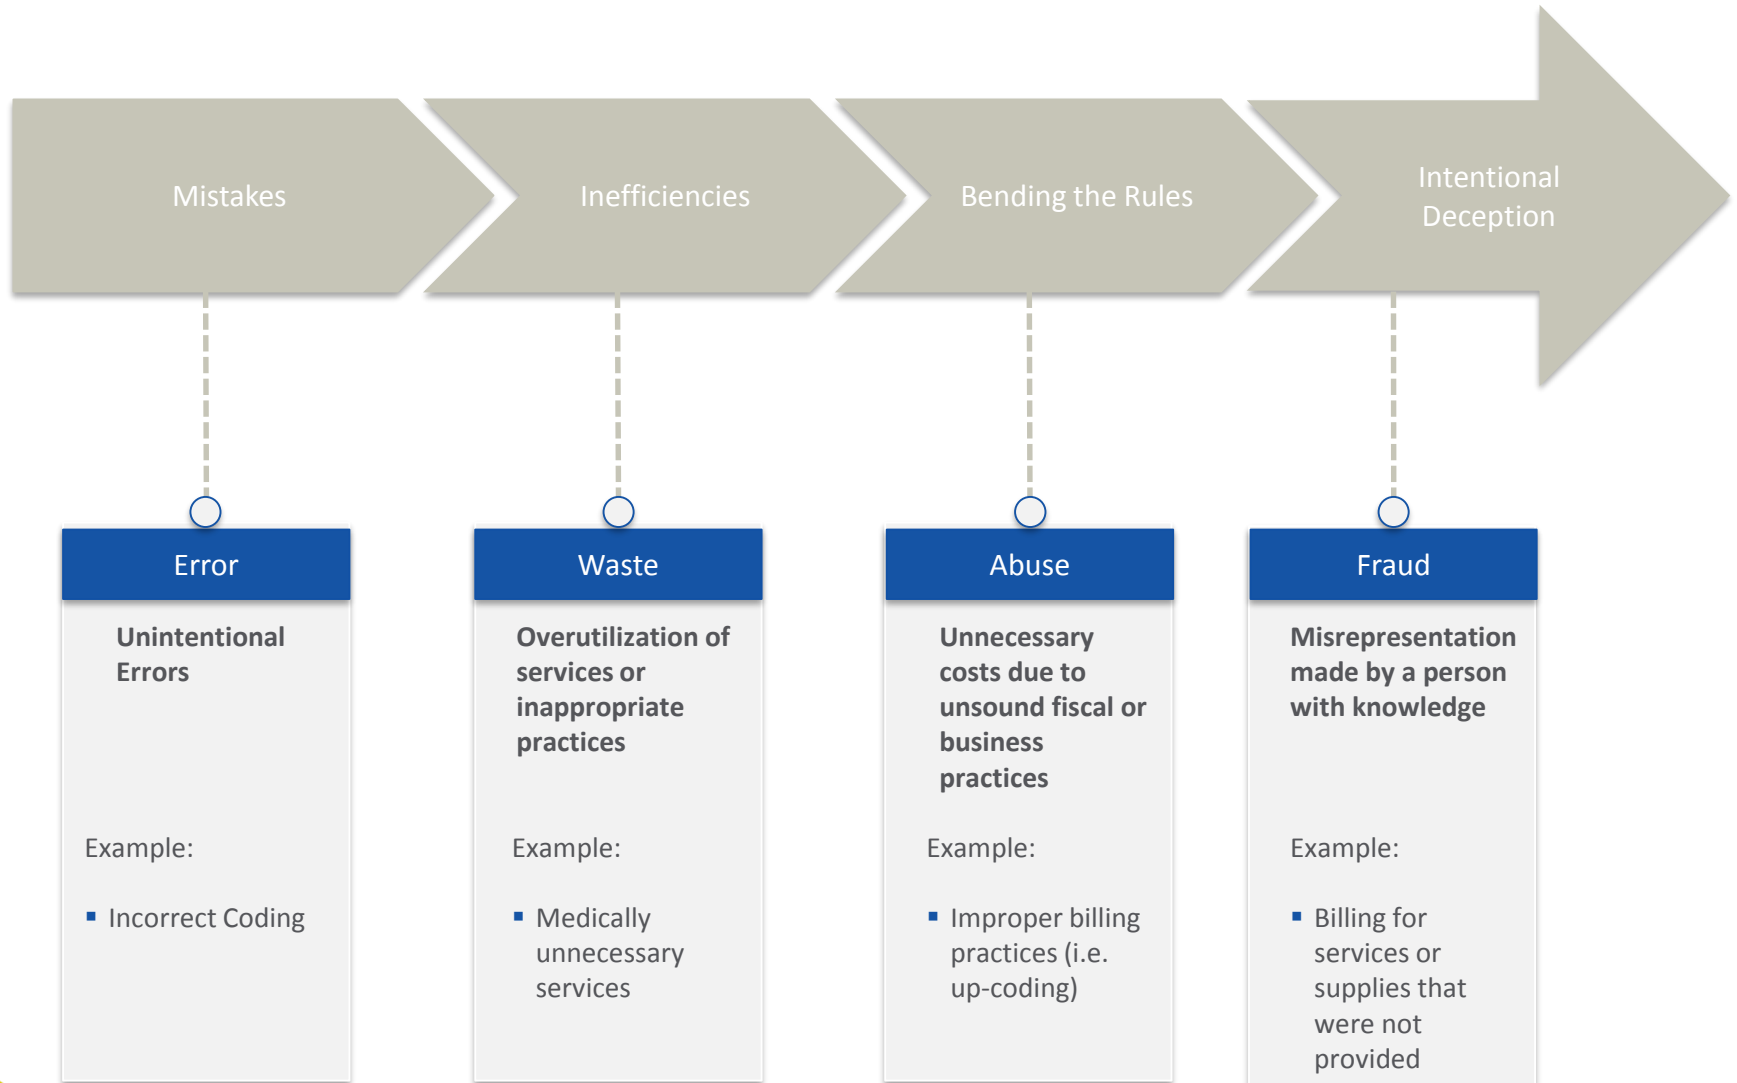 Mistakes
Inefficiencies
Bending the Rules
Intentional
Deception
Error
Unintentional
Errors
Example:
▪ Incorrect Coding
Waste
Overutilization of
services or
inappropriate
practices
Example:
▪ Medically
unnecessary
services
Abuse
Unnecessary
costs due to
unsound fiscal or
business
practices
Example:
▪ Improper billing
practices (i.e.
up-coding)
Fraud
Misrepresentation
made by a person
with knowledge
Example:
▪ Billing for
services or
supplies that
were not
provided